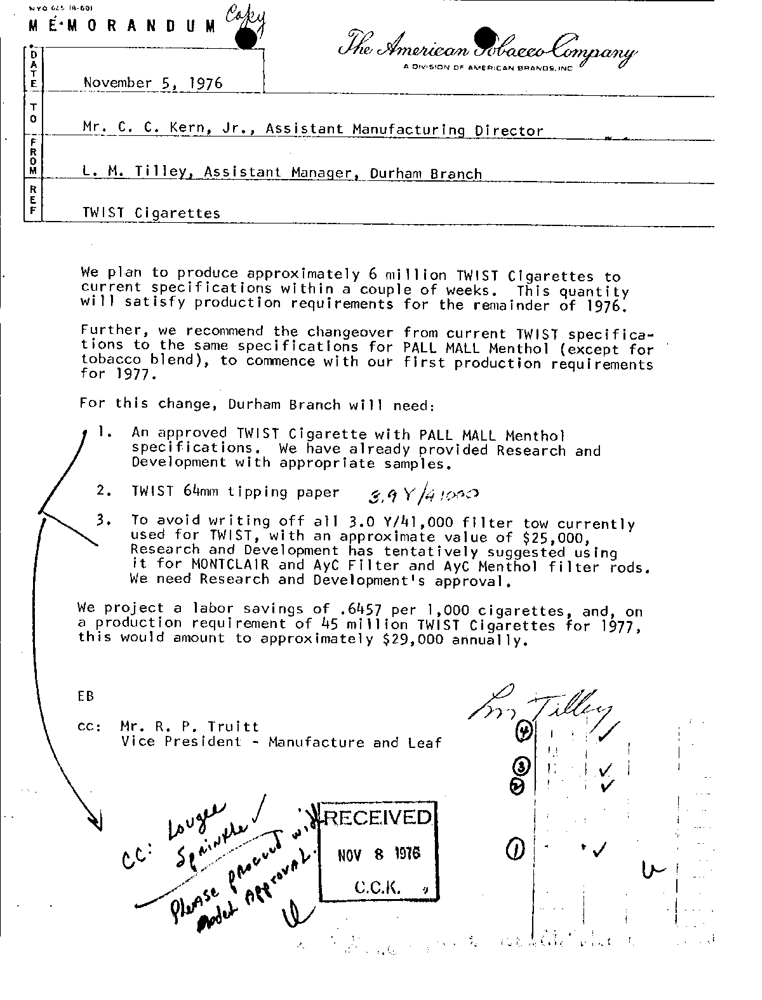 MEMORANDUM
Copy
The American Tobacco Company
A DIVISION OF AMERICAN BRANDS, INC
DATE
November 5, 1976
TO
Mr. C. C. Kern, Jr., Assistant Manufacturing Director
FROM
L. M. Tilley, Assistant Manager, Durham Branch
REF
TWIST Cigarettes
We plan to produce approximately 6 million TWIST Cigarettes to
current specifications within a couple of weeks. This quantity
will satisfy production requirements for the remainder of 1976.
Further, we recommend the changeover from current TWIST specifica-
tions to the same specifications for PALL MALL Menthol (except for
tobacco blend), to commence with our first production requirements
for 1977.
For this change, Durham Branch will need:
1. An approved TWIST Cigarette with PALL MALL Menthol
specifications. We have already provided Research and
Development with appropriate samples.
2. TWIST 64mm tipping paper 3.9 Y/41000
3. To avoid writing off all 3.0 Y/41,000 filter tow currently
used for TWIST, with an approximate value of $25,000,
Research and Development has tentatively suggested using
it for MONTCLAIR and AyC Filter and AyC Menthol filter rods.
We need Research and Development's approval.
We project a labor savings of .6457 per 1,000 cigarettes, and, on
a production requirement of 45 million TWIST Cigarettes for 1977,
this would amount to approximately $29,000 annually.
EB
Lm Tilley
cc: Mr. R. P. Truitt
Vice President - Manufacture and Leaf
4
3
2
1
CC: Lougee
Sprinkle
Please proceed with
model approval.
RECEIVED
NOV 8 1976
C.C.K.